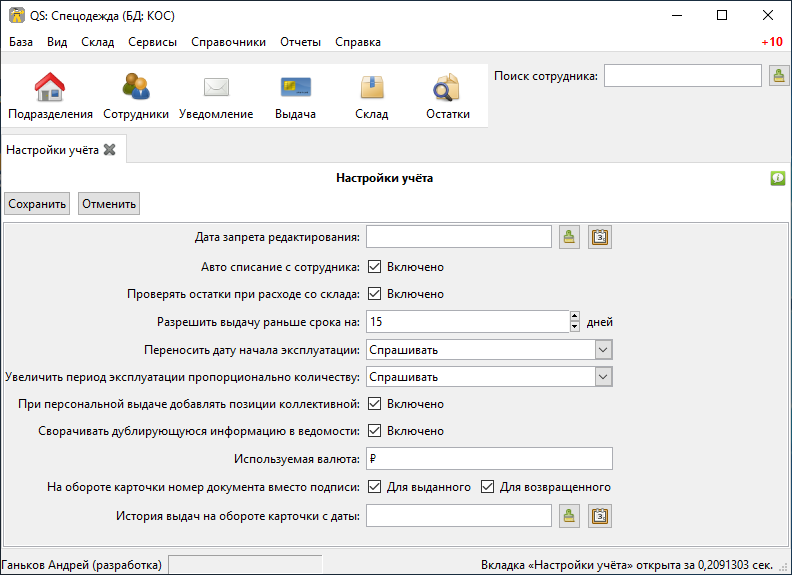 QS: Спецодежда (БД: КОС)
База Вид Склад Сервисы Справочники Отчеты Справка +10
Подразделения Сотрудники Уведомление Выдача Склад Остатки Поиск сотрудника:
Настройки учёта
Настройки учёта
Сохранить Отменить
Дата запрета редактирования:
Авто списание с сотрудника: Включено
Проверять остатки при расходе со склада: Включено
Разрешить выдачу раньше срока на: 15 дней
Переносить дату начала эксплуатации: Спрашивать
Увеличить период эксплуатации пропорционально количеству: Спрашивать
При персональной выдаче добавлять позиции коллективной: Включено
Сворачивать дублирующуюся информацию в ведомости: Включено
Используемая валюта: ₽
На обороте карточки номер документа вместо подписи: Для выданного Для возвращенного
История выдач на обороте карточки с даты:
Ганьков Андрей (разработка) Вкладка «Настройки учёта» открыта за 0,2091303 сек.